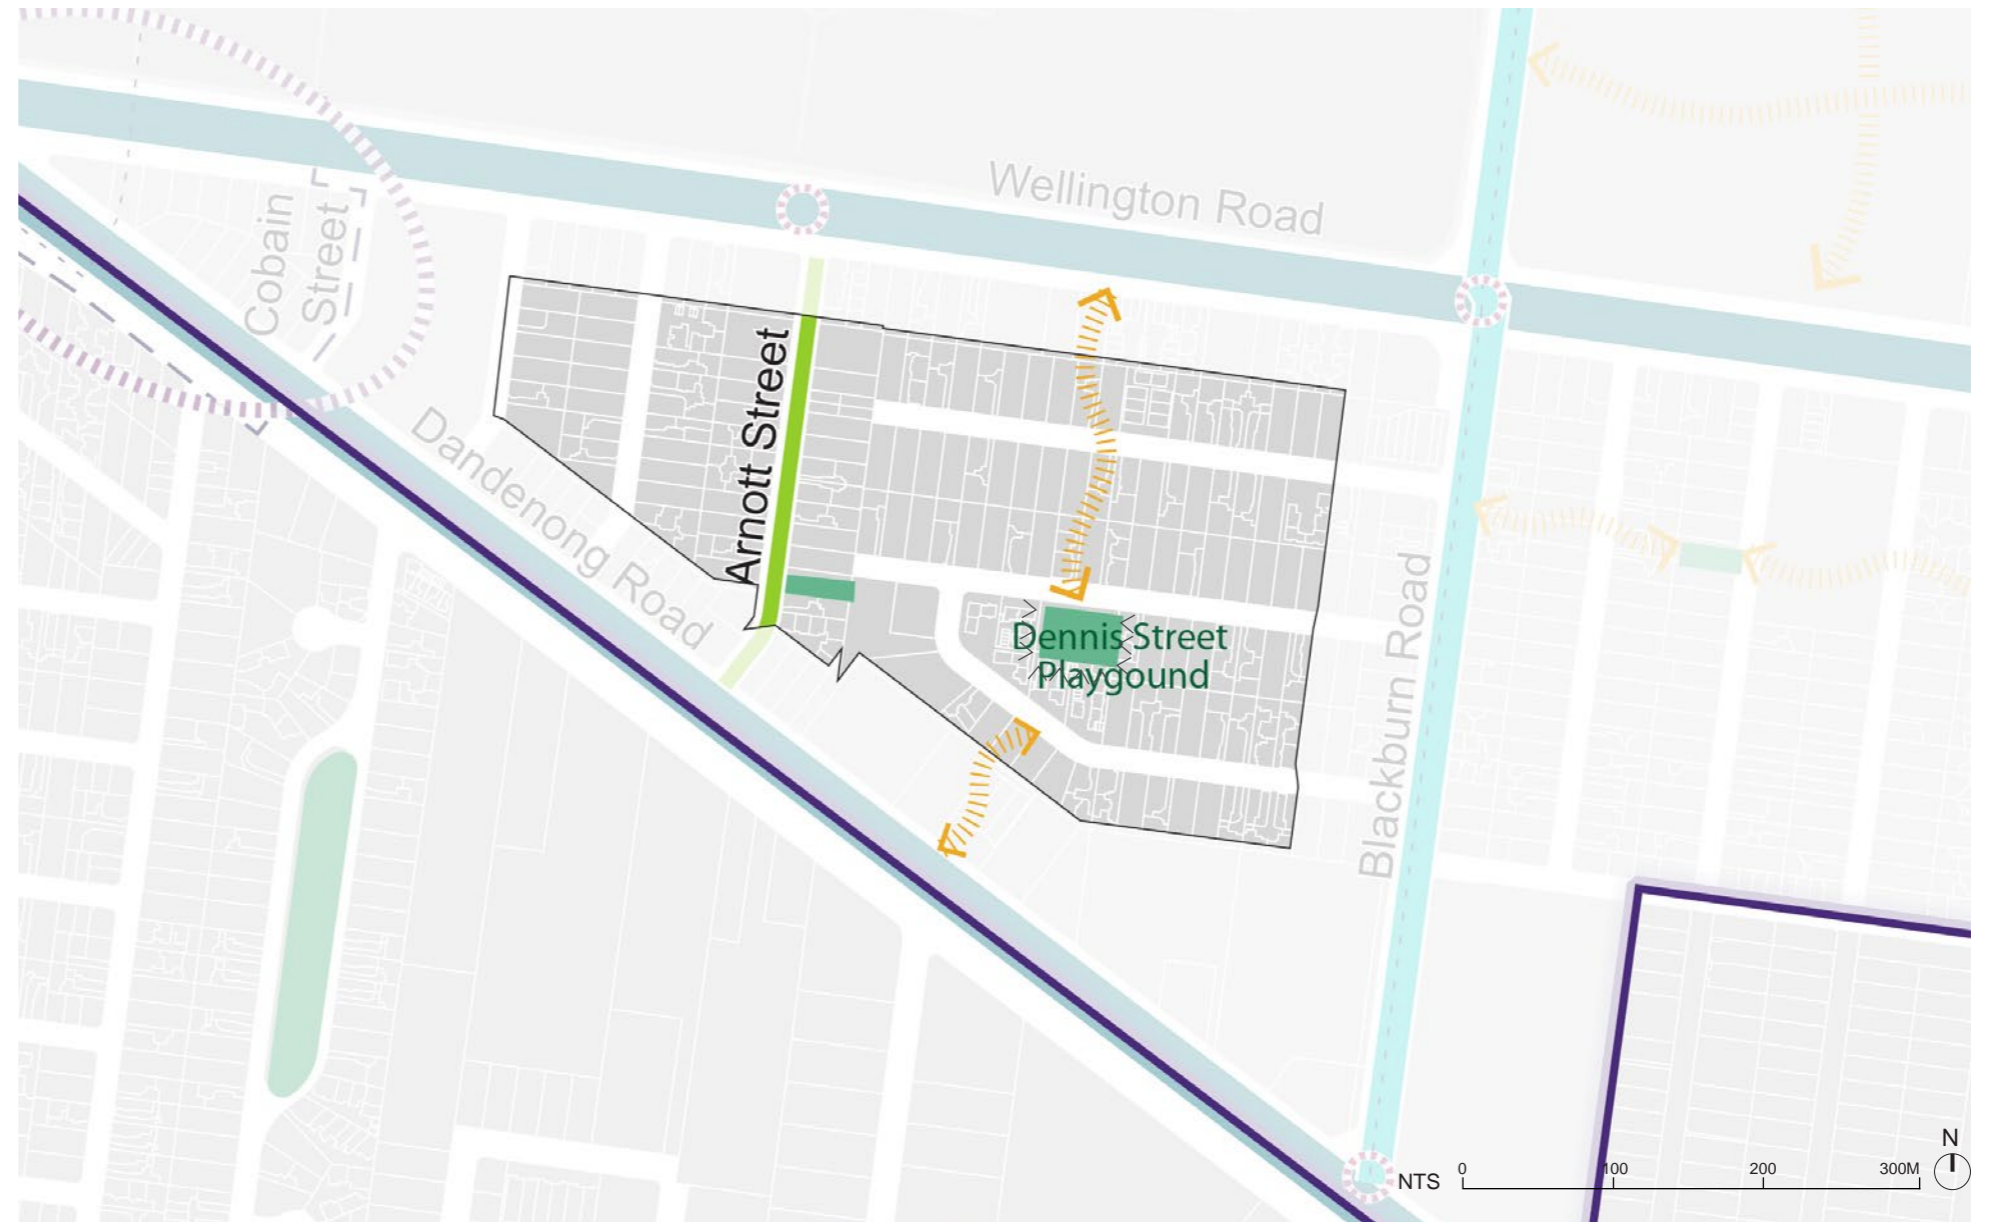 Wellington Road
Cobain
Street
Arnott Street
Dandenong Road
Dennis Street
Playgound
Blackburn Road
N
NTS
0 100 200 300M